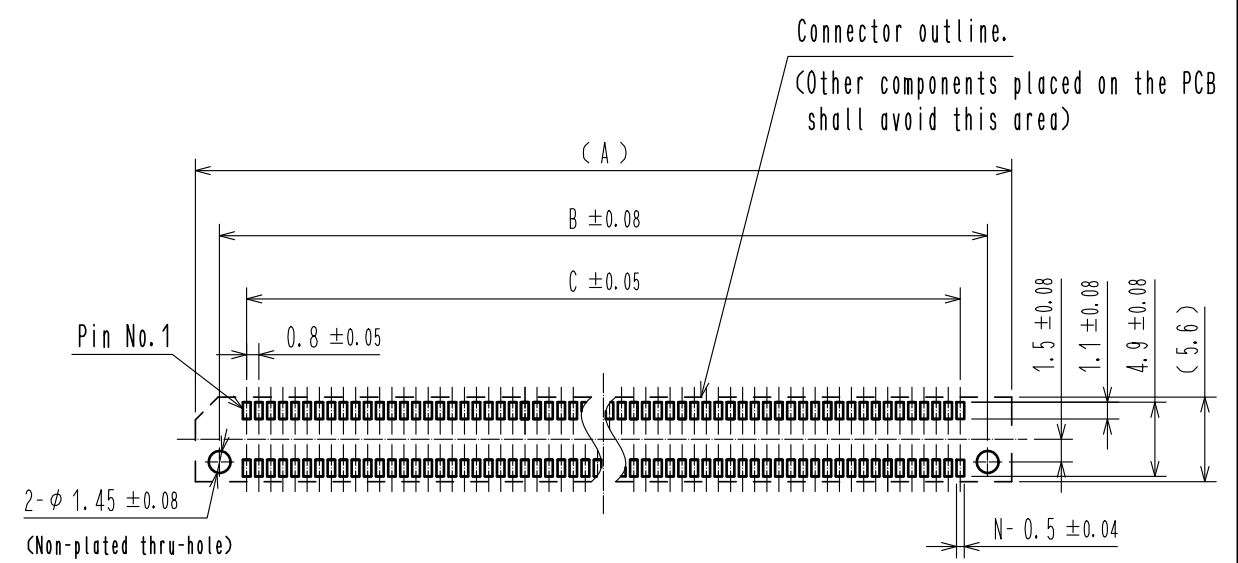 Connector outline.
(Other components placed on the PCB
shall avoid this area)
(A)
B ±0.08
C ±0.05
Pin No.1
0.8 ±0.05
1.5 ±0.08
1.1 ±0.08
4.9 ±0.08
(5.6)
2-φ 1.45 ±0.08
(Non-plated thru-hole)
N- 0.5 ±0.04